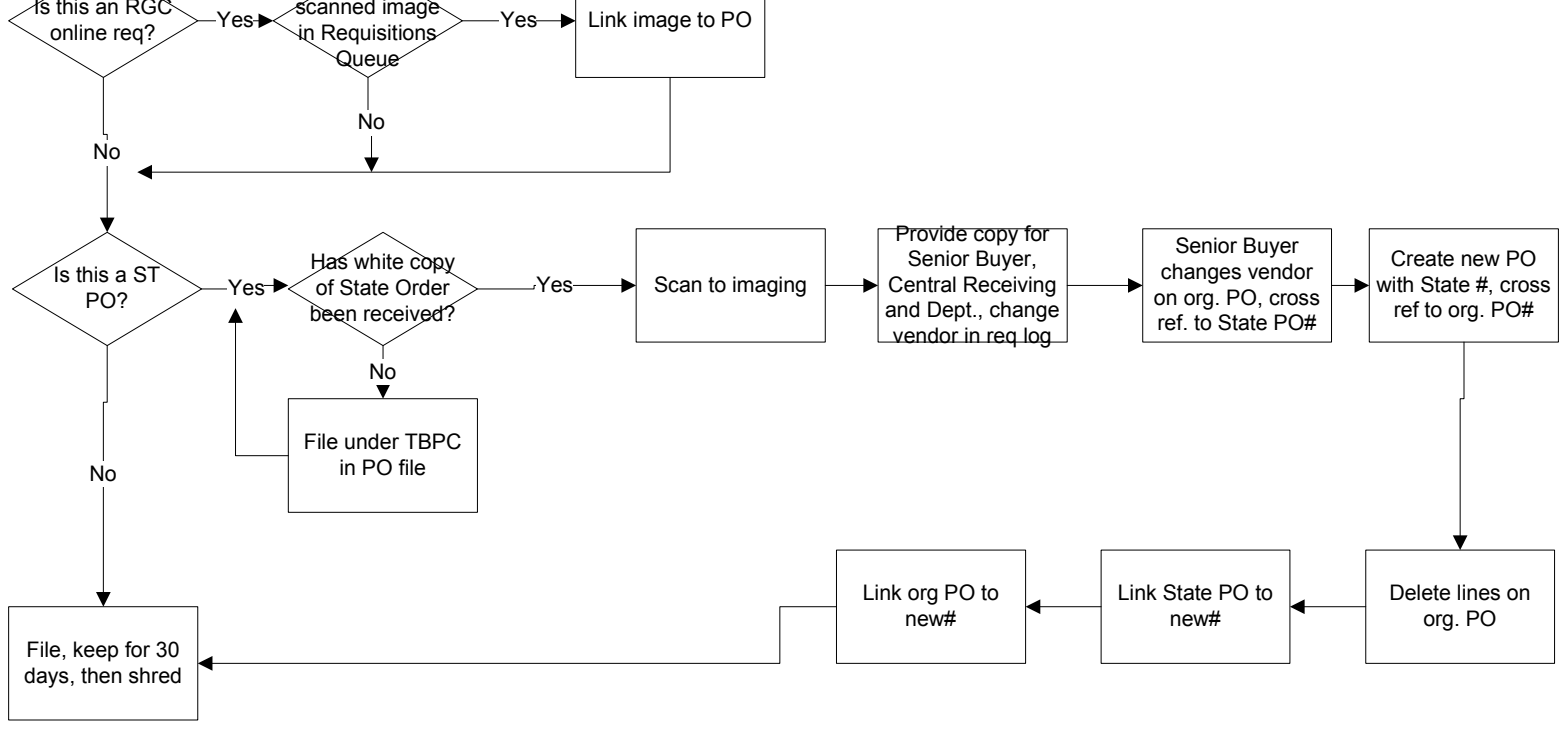 Is this an RGC
online req?
Yes
scanned image
in Requisitions
Queue
Yes
Link image to PO
No
No
Is this a ST
PO?
Yes
Has white copy
of State Order
been received?
Yes
Scan to imaging
Provide copy for
Senior Buyer,
Central Receiving
and Dept., change
vendor in req log
Senior Buyer
changes vendor
on org. PO, cross
ref. to State PO#
Create new PO
with State #, cross
ref to org. PO#
No
File under TBPC
in PO file
No
Link org PO to
new#
Link State PO to
new#
Delete lines on
org. PO
File, keep for 30
days, then shred